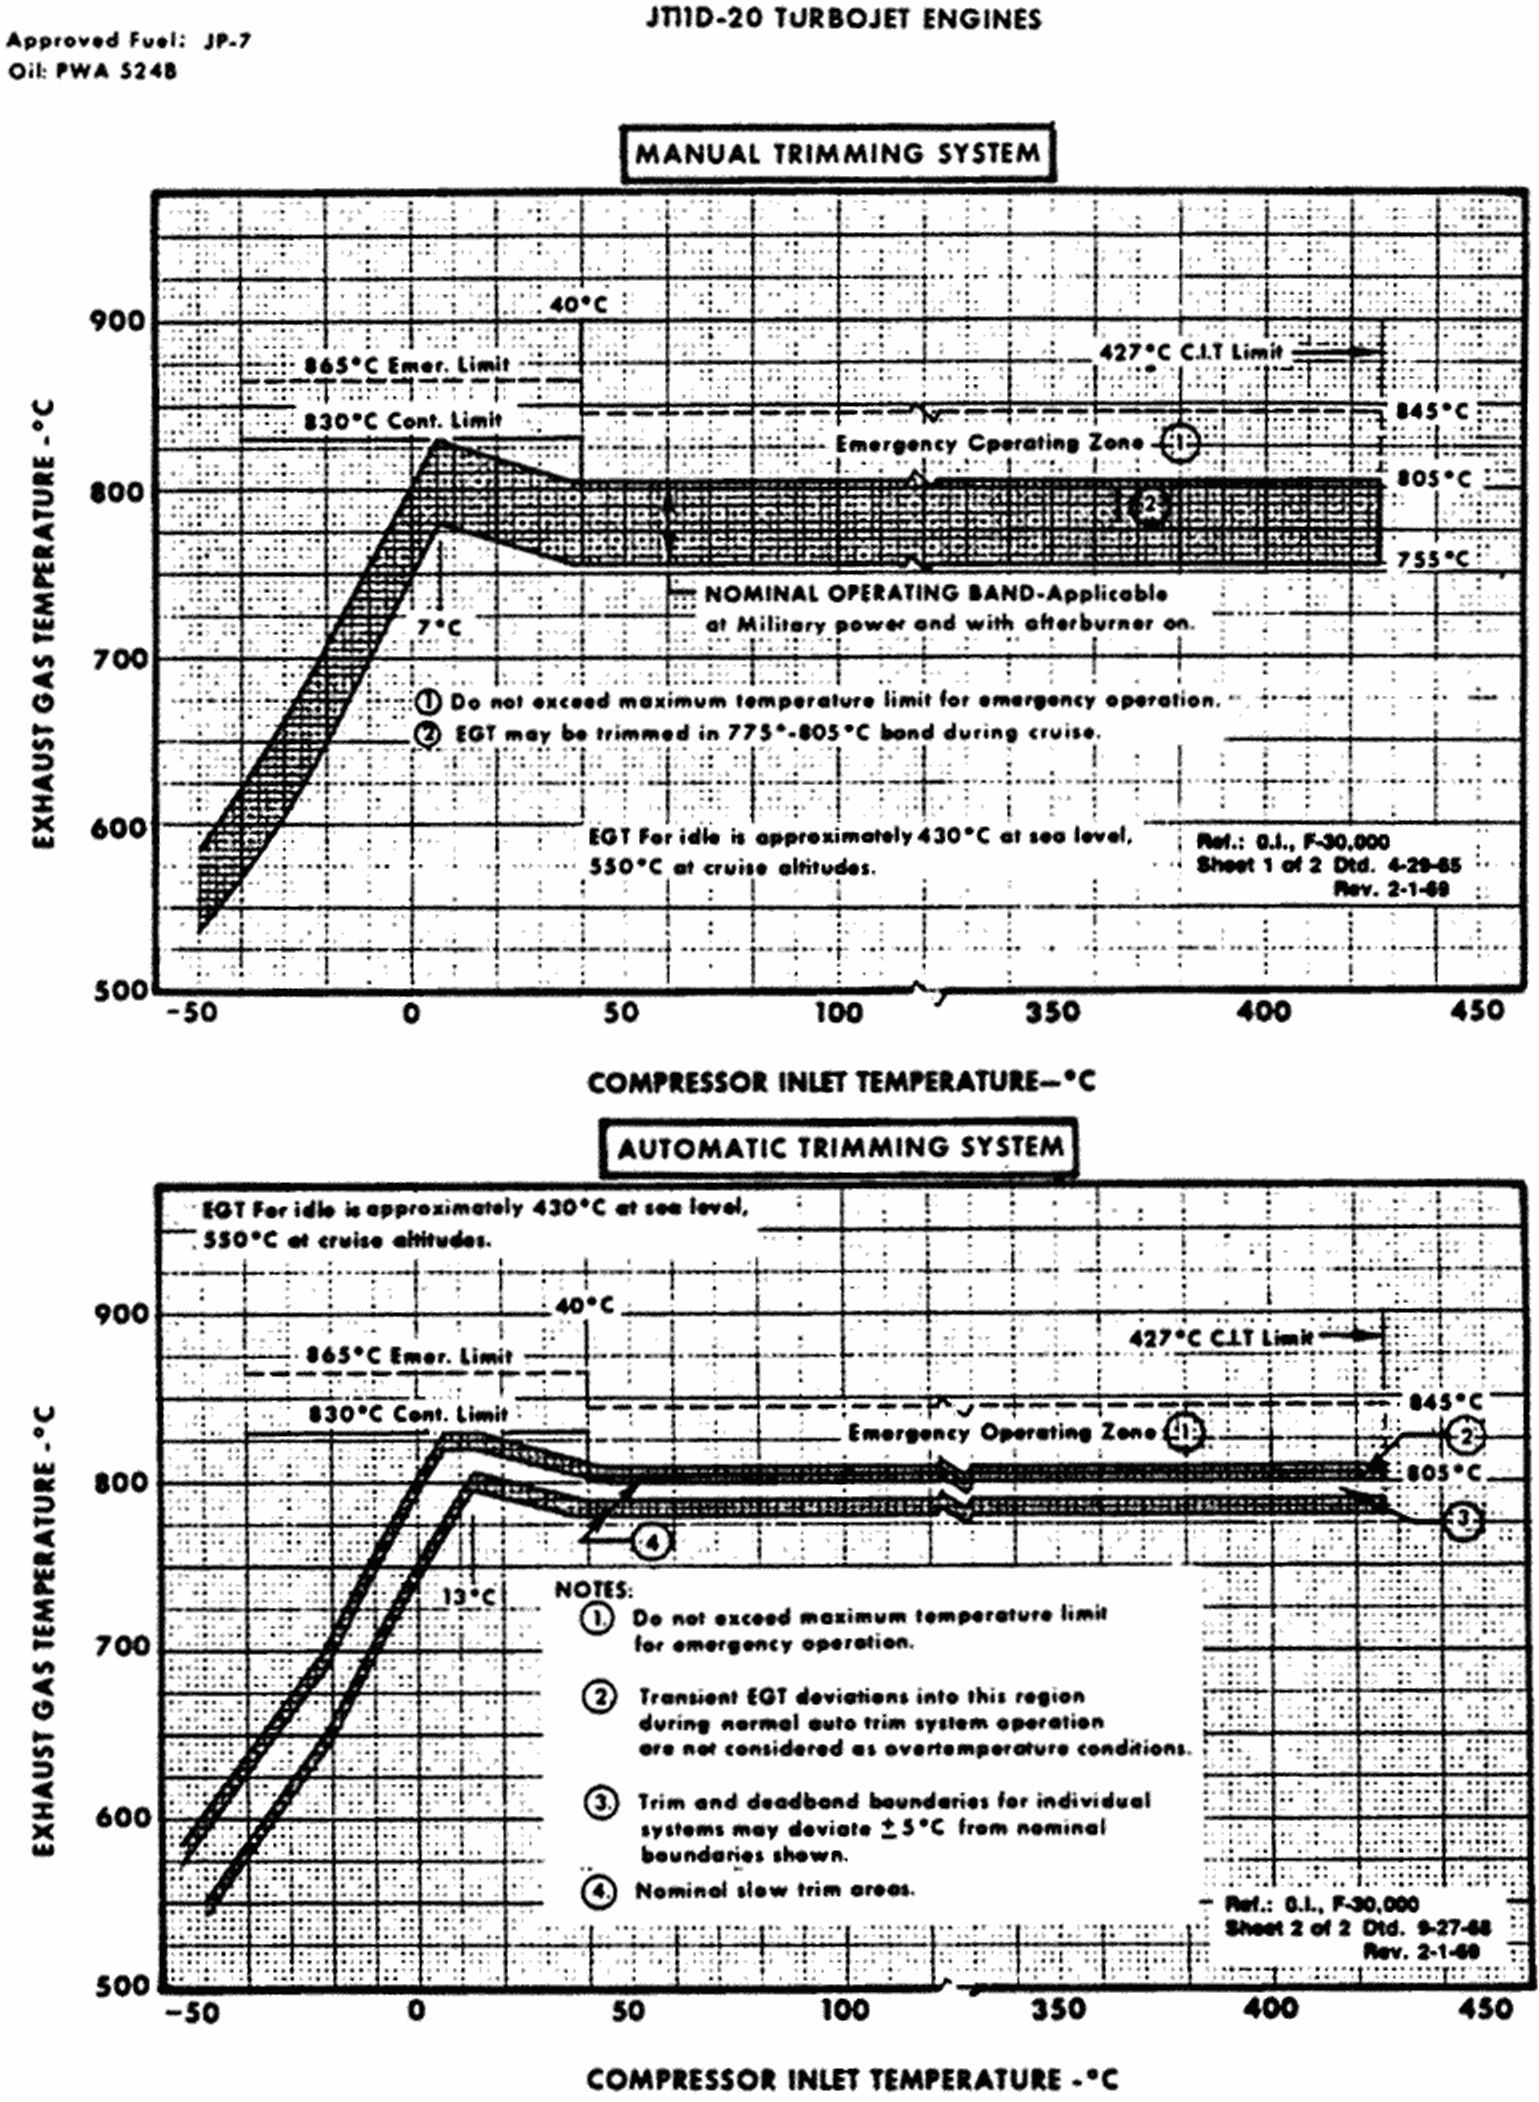 JT11D-20 TURBOJET ENGINES
Approved Fuel: JP-7
Oil: PWA 524B
MANUAL TRIMMING SYSTEM
EXHAUST GAS TEMPERATURE -°C
900
800
700
600
500
40°C
865°C Emer. Limit
830°C Cont. Limit
427°C C.I.T Limit
845°C
Emergency Operating Zone 1
805°C
2
755°C
NOMINAL OPERATING BAND-Applicable
at Military power and with afterburner on.
7°C
1 Do not exceed maximum temperature limit for emergency operation.
2 EGT may be trimmed in 775°-805°C band during cruise.
EGT For idle is approximately 430°C at sea level,
550°C at cruise altitudes.
Ref.: O.I., F-30,000
Sheet 1 of 2 Dtd. 4-29-65
Rev. 2-1-69
-50 0 50 100 350 400 450
COMPRESSOR INLET TEMPERATURE-°C
AUTOMATIC TRIMMING SYSTEM
EGT For idle is approximately 430°C at sea level,
550°C at cruise altitudes.
EXHAUST GAS TEMPERATURE -°C
900
800
700
600
500
40°C
865°C Emer. Limit
830°C Cont. Limit
427°C C.I.T Limit
845°C
Emergency Operating Zone 1
2
805°C
3
4
13°C
NOTES:
1. Do not exceed maximum temperature limit
for emergency operation.
2 Transient EGT deviations into this region
during normal auto trim system operation
are not considered as overtemperature conditions.
3. Trim and deadband boundaries for individual
systems may deviate ±5°C from nominal
boundaries shown.
4. Nominal slow trim areas.
Ref.: O.I., F-30,000
Sheet 2 of 2 Dtd. 9-27-68
Rev. 2-1-69
-50 0 50 100 350 400 450
COMPRESSOR INLET TEMPERATURE -°C